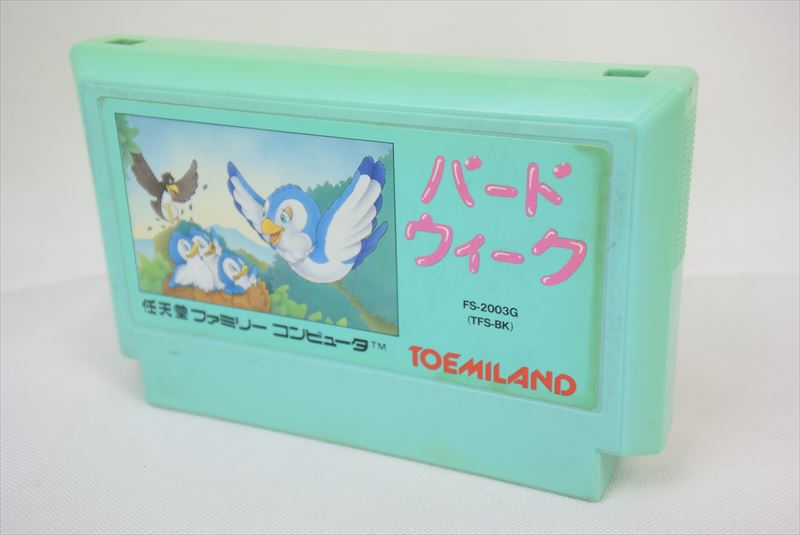 バード
ウィーク
FS-2003G
(TFS-BK)
任天堂 ファミリー コンピュータ™
TOEMILAND